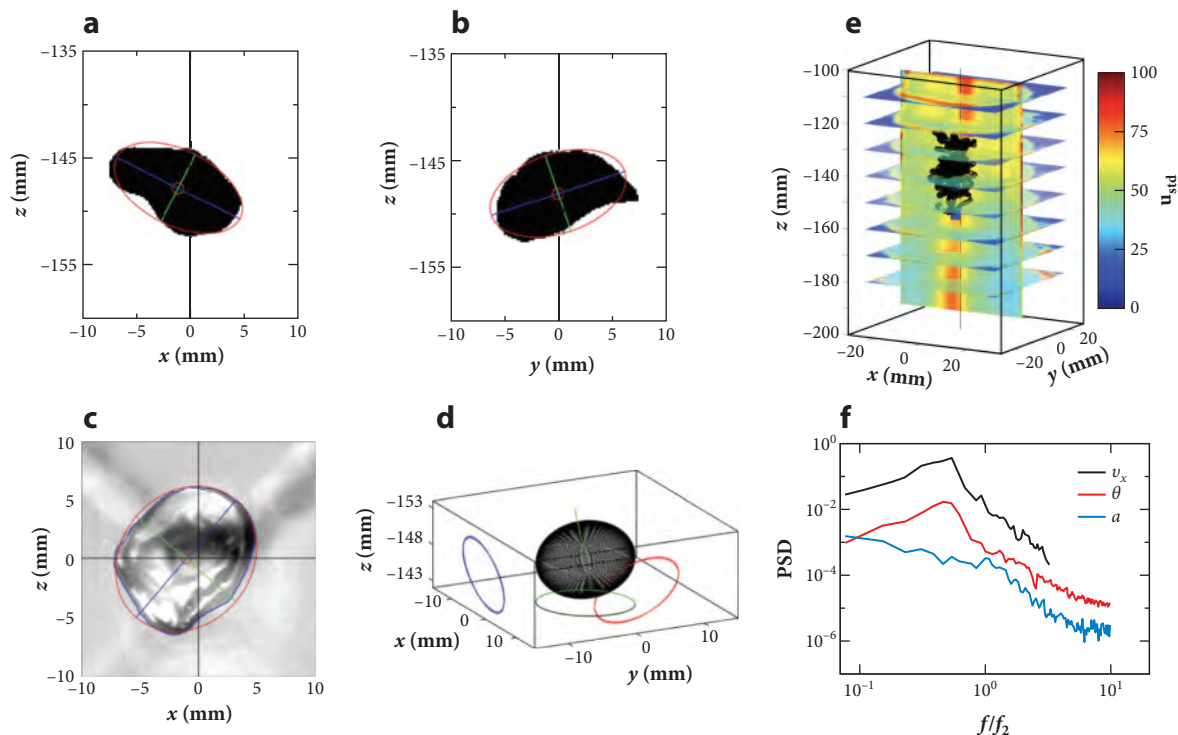 a
−135
−145
−155
z (mm)
−10 −5 0 5 10
x (mm)
b
−135
−145
−155
z (mm)
−10 −5 0 5 10
y (mm)
e
−100
−120
−140
−160
−180
−200
z (mm)
−20
0
20
x (mm)
−20
0
20
y (mm)
100
75
50
25
0
u_std
c
10
5
0
−5
−10
z (mm)
−10 −5 0 5 10
x (mm)
d
−153
−148
−143
z (mm)
−10
0
10
x (mm)
−10 0 10
y (mm)
f
10^0
10^−2
10^−4
10^−6
PSD
v_x
θ
a
10^−1 10^0 10^1
f/f_2